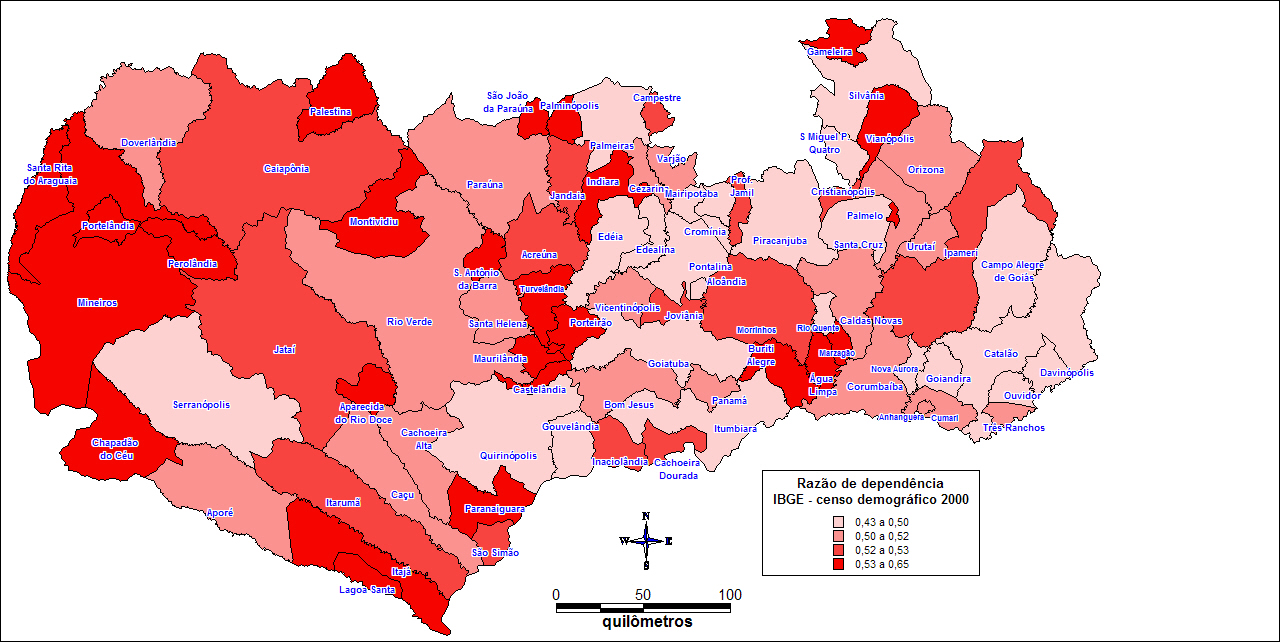 Gameleira
Silvânia
São João
da Paraúna
Palminópolis
Campestre
Palestina
S Miguel P
Quatro
Vianópolis
Doverlândia
Palmeiras
Varjão
Orizona
Santa Rita
do Araguaia
Caiapônia
Paraúna
Indiara
Cezarina
Mairipotaba
Prof
Jamil
Cristianópolis
Jandaia
Palmelo
Portelândia
Montividiu
Edéia
Edealina
Cromínia
Piracanjuba
Santa Cruz
Urutaí
Ipameri
Acreúna
Perolândia
S. Antônio
da Barra
Turvelândia
Pontalina
Aloândia
Campo Alegre
de Goiás
Mineiros
Vicentinópolis
Joviânia
Rio Verde
Santa Helena
Porteirão
Morrinhos
Rio Quente
Caldas Novas
Jataí
Maurilândia
Goiatuba
Buriti
Alegre
Marzagão
Catalão
Nova Aurora
Goiandira
Davinópolis
Água
Limpa
Corumbaíba
Castelândia
Ouvidor
Serranópolis
Aparecida
do Rio Doce
Bom Jesus
Panamá
Anhanguera
Cumari
Três Ranchos
Gouvelândia
Itumbiara
Cachoeira
Alta
Chapadão
do Céu
Quirinópolis
Inaciolândia
Cachoeira
Dourada
Caçu
Itarumã
Paranaiguara
Aporé
São Simão
Itajá
Lagoa Santa
Razão de dependência
IBGE - censo demográfico 2000
0,43 a 0,50
0,50 a 0,52
0,52 a 0,53
0,53 a 0,65
N
W E
S
0 50 100
quilômetros